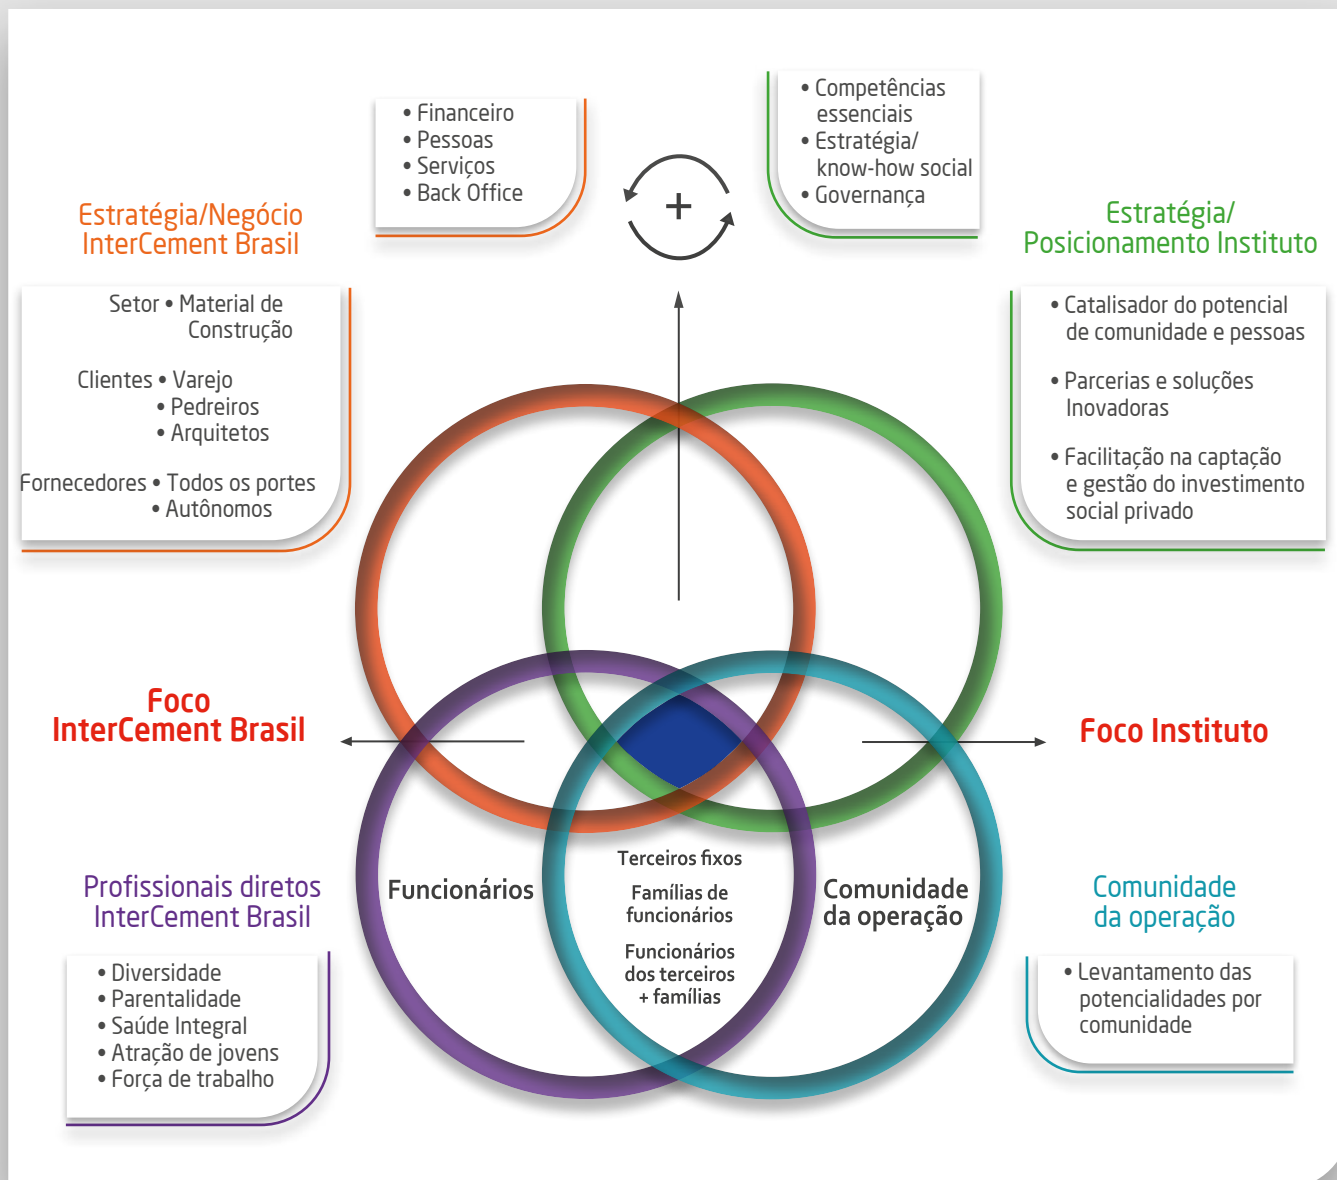 • Financeiro
• Pessoas
• Serviços
• Back Office
+
• Competências
essenciais
• Estratégia/
know-how social
• Governança
Estratégia/Negócio
InterCement Brasil
Setor • Material de
Construção
Clientes • Varejo
• Pedreiros
• Arquitetos
Fornecedores • Todos os portes
• Autônomos
Estratégia/
Posicionamento Instituto
• Catalisador do potencial
de comunidade e pessoas
• Parcerias e soluções
Inovadoras
• Facilitação na captação
e gestão do investimento
social privado
Foco
InterCement Brasil
Foco Instituto
Profissionais diretos
InterCement Brasil
• Diversidade
• Parentalidade
• Saúde Integral
• Atração de jovens
• Força de trabalho
Funcionários
Terceiros fixos
Famílias de
funcionários
Funcionários
dos terceiros
+ famílias
Comunidade
da operação
Comunidade
da operação
• Levantamento das
potencialidades por
comunidade